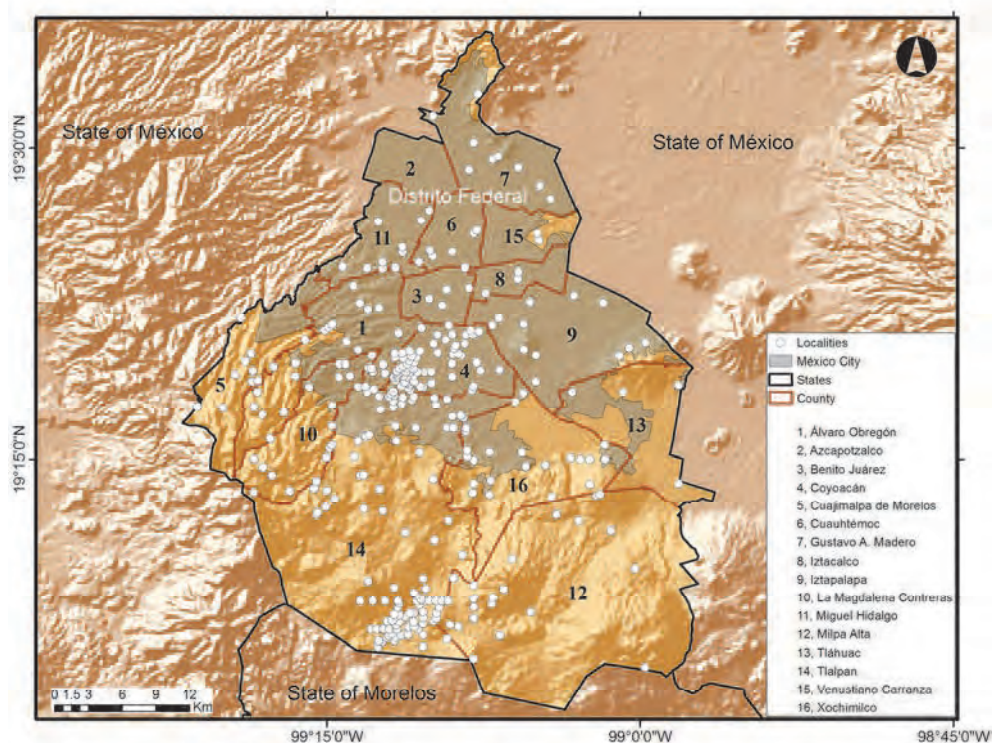 State of México
State of México
19°30'0"N
2
7
Distrito Federal
6
11
15
8
3
1
9
4
5
13
10
16
19°15'0"N
14
12
Localities
México City
States
County
1, Álvaro Obregón
2, Azcapotzalco
3, Benito Juárez
4, Coyoacán
5, Cuajimalpa de Morelos
6, Cuauhtémoc
7, Gustavo A. Madero
8, Iztacalco
9, Iztapalapa
10, La Magdalena Contreras
11, Miguel Hidalgo
12, Milpa Alta
13, Tláhuac
14, Tlalpan
15, Venustiano Carranza
16, Xochimilco
State of Morelos
0 1.5 3 6 9 12
Km
99°15'0"W
99°0'0"W
98°45'0"W